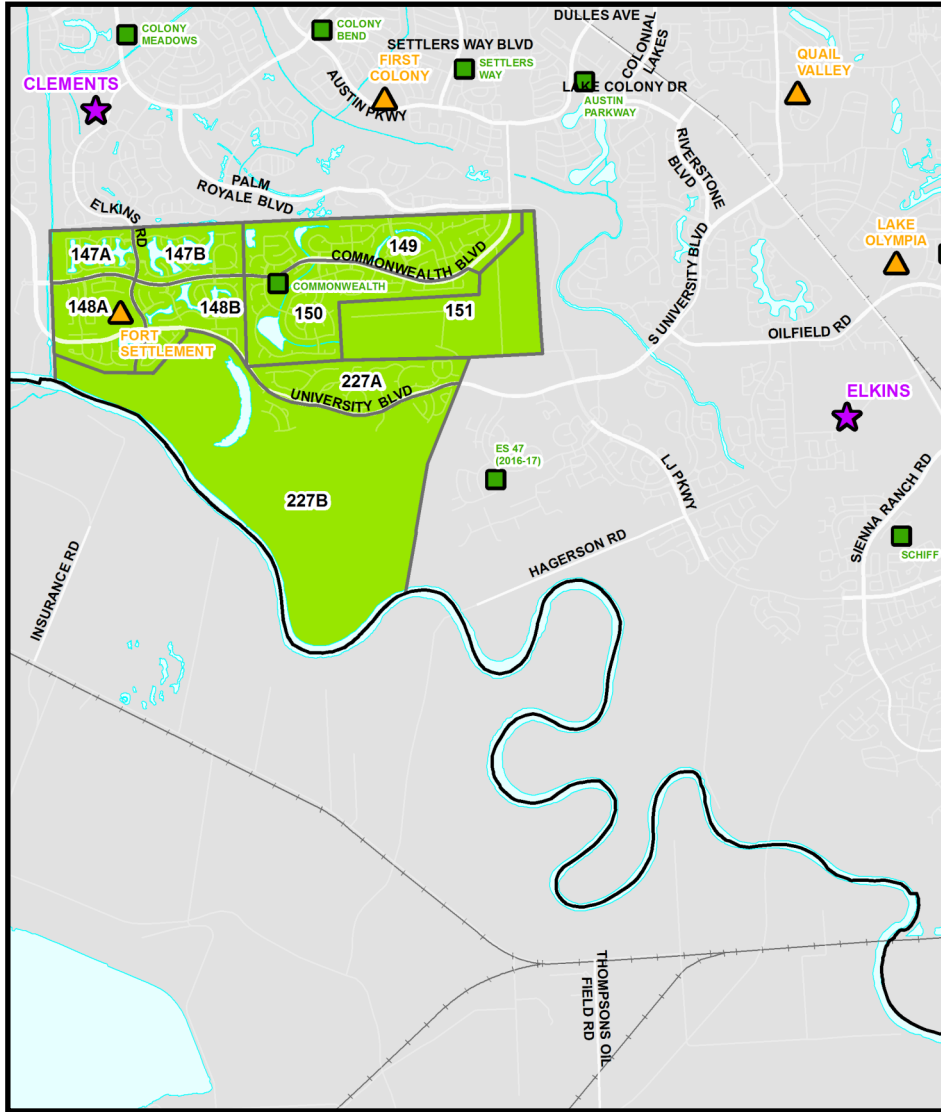 DULLES AVE
COLONY
MEADOWS
COLONY
BEND
SETTLERS WAY BLVD
COLONIAL
LAKES
FIRST
COLONY
SETTLERS
WAY
QUAIL
VALLEY
CLEMENTS
AUSTIN PKWY
LAKE COLONY DR
AUSTIN
PARKWAY
RIVERSTONE
BLVD
PALM
ROYALE BLVD
ELKINS
RD
LAKE
OLYMPIA
147A
147B
149
COMMONWEALTH BLVD
COMMONWEALTH
148A
148B
150
151
S UNIVERSITY BLVD
OILFIELD RD
FORT
SETTLEMENT
227A
UNIVERSITY BLVD
ELKINS
ES 47
(2016-17)
LJ PKWY
227B
SIENNA RANCH RD
HAGERSON RD
SCHIFF
INSURANCE RD
THOMPSONS OIL
FIELD RD